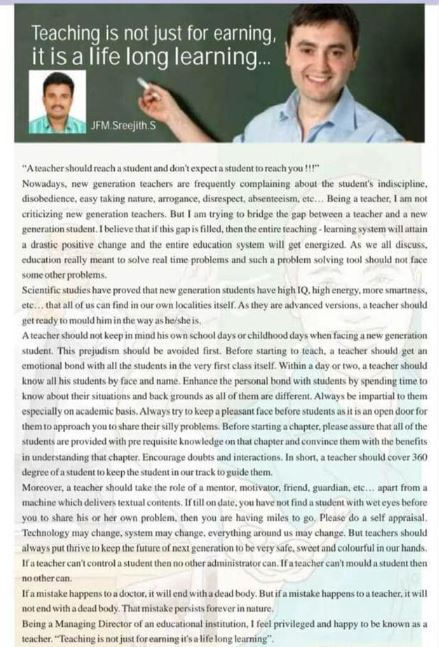 Teaching is not just for earning,
it is a life long learning...
JFM.Sreejith.S
“A teacher should reach a student and don't expect a student to reach you !!!”
Nowadays, new generation teachers are frequently complaining about the student's indiscipline,
disobedience, easy taking nature, arrogance, disrespect, absenteeism, etc... Being a teacher, I am not
criticizing new generation teachers. But I am trying to bridge the gap between a teacher and a new
generation student. I believe that if this gap is filled, then the entire teaching - learning system will attain
a drastic positive change and the entire education system will get energized. As we all discuss,
education really meant to solve real time problems and such a problem solving tool should not face
some other problems.
Scientific studies have proved that new generation students have high IQ, high energy, more smartness,
etc... that all of us can find in our own localities itself. As they are advanced versions, a teacher should
get ready to mould him in the way as he/she is.
A teacher should not keep in mind his own school days or childhood days when facing a new generation
student. This prejudism should be avoided first. Before starting to teach, a teacher should get an
emotional bond with all the students in the very first class itself. Within a day or two, a teacher should
know all his students by face and name. Enhance the personal bond with students by spending time to
know about their situations and back grounds as all of them are different. Always be impartial to them
especially on academic basis. Always try to keep a pleasant face before students as it is an open door for
them to approach you to share their silly problems. Before starting a chapter, please assure that all of the
students are provided with pre requisite knowledge on that chapter and convince them with the benefits
in understanding that chapter. Encourage doubts and interactions. In short, a teacher should cover 360
degree of a student to keep the student in our track to guide them.
Moreover, a teacher should take the role of a mentor, motivator, friend, guardian, etc... apart from a
machine which delivers textual contents. If till on date, you have not find a student with wet eyes before
you to share his or her own problem, then you are having miles to go. Please do a self appraisal.
Technology may change, system may change, everything around us may change. But teachers should
always put thrive to keep the future of next generation to be very safe, sweet and colourful in our hands.
If a teacher can't control a student then no other administrator can. If a teacher can't mould a student then
no other can.
If a mistake happens to a doctor, it will end with a dead body. But if a mistake happens to a teacher, it will
not end with a dead body. That mistake persists forever in nature.
Being a Managing Director of an educational institution, I feel privileged and happy to be known as a
teacher. “Teaching is not just for earning it's a life long learning”.